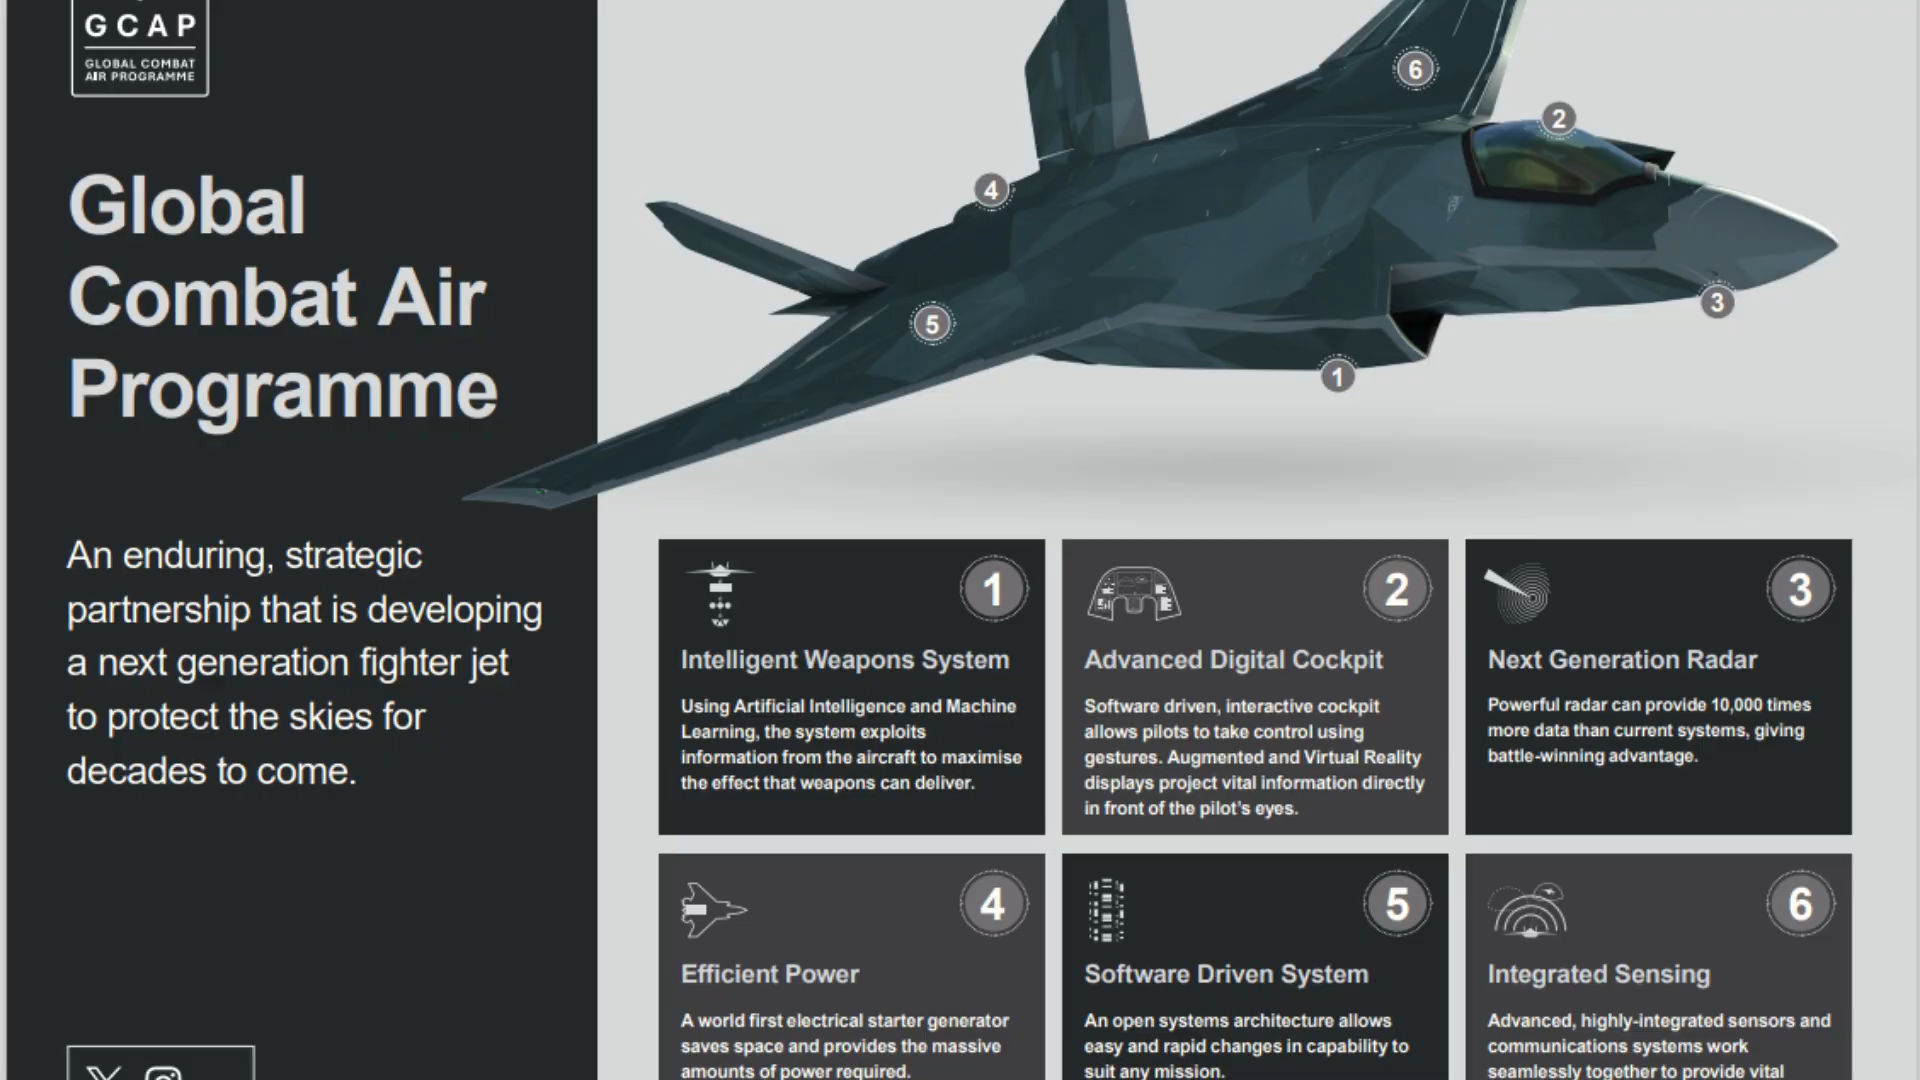 GCAP
GLOBAL COMBAT
AIR PROGRAMME
Global
Combat Air
Programme
An enduring, strategic
partnership that is developing
a next generation fighter jet
to protect the skies for
decades to come.
6
2
4
3
5
1
1
Intelligent Weapons System
Using Artificial Intelligence and Machine
Learning, the system exploits
information from the aircraft to maximise
the effect that weapons can deliver.
2
Advanced Digital Cockpit
Software driven, interactive cockpit
allows pilots to take control using
gestures. Augmented and Virtual Reality
displays project vital information directly
in front of the pilot's eyes.
3
Next Generation Radar
Powerful radar can provide 10,000 times
more data than current systems, giving
battle-winning advantage.
4
Efficient Power
A world first electrical starter generator
saves space and provides the massive
amounts of power required.
5
Software Driven System
An open systems architecture allows
easy and rapid changes in capability to
suit any mission.
6
Integrated Sensing
Advanced, highly-integrated sensors and
communications systems work
seamlessly together to provide vital